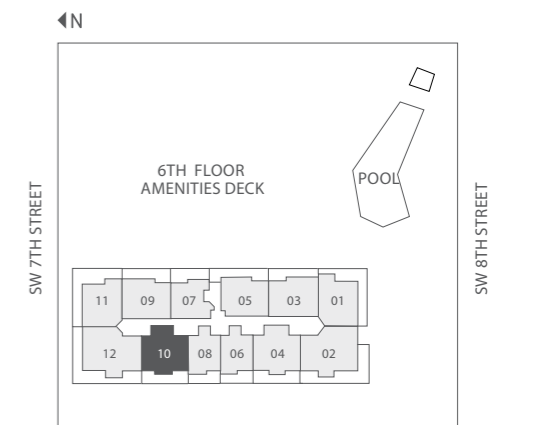 N
6TH FLOOR
AMENITIES DECK
POOL
SW 7TH STREET
SW 8TH STREET
11 09 07 05 03 01
12 10 08 06 04 02